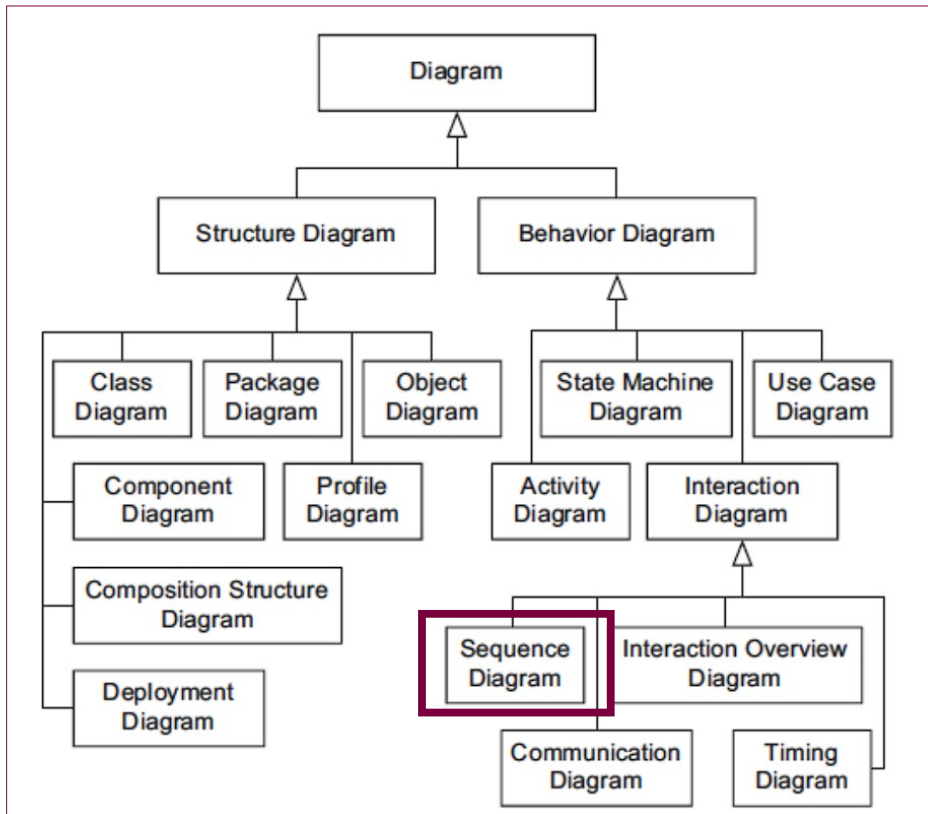 Diagram
Structure Diagram
Behavior Diagram
Class
Diagram
Package
Diagram
Object
Diagram
State Machine
Diagram
Use Case
Diagram
Component
Diagram
Profile
Diagram
Activity
Diagram
Interaction
Diagram
Composition Structure
Diagram
Sequence
Diagram
Interaction Overview
Diagram
Deployment
Diagram
Communication
Diagram
Timing
Diagram